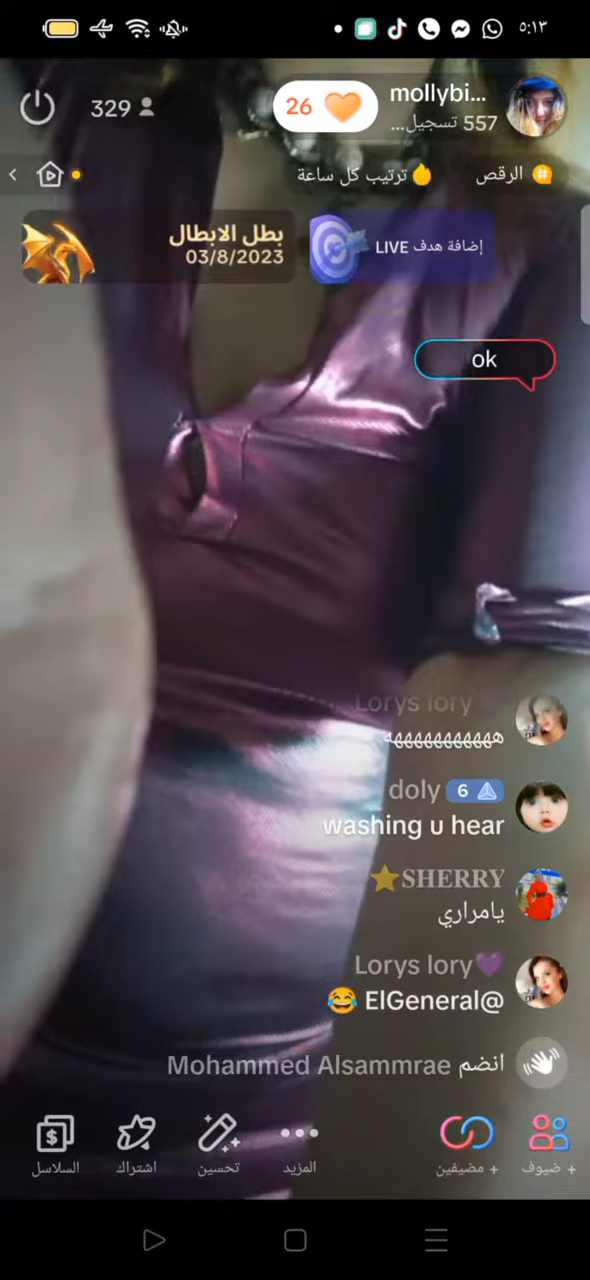 ٥:١٣
mollybi...
557 تسجيل...
26
329
الرقص
ترتيب كل ساعة
إضافة هدف LIVE
بطل الابطال
03/8/2023
ok
Lorys lory
ههههههههههههه
doly 6
washing u hear
SHERRY
يامراري
Lorys lory
@ElGeneral
Mohammed Alsammrae انضم
+ ضيوف
+ مضيفين
المزيد
تحسين
اشتراك
السلاسل